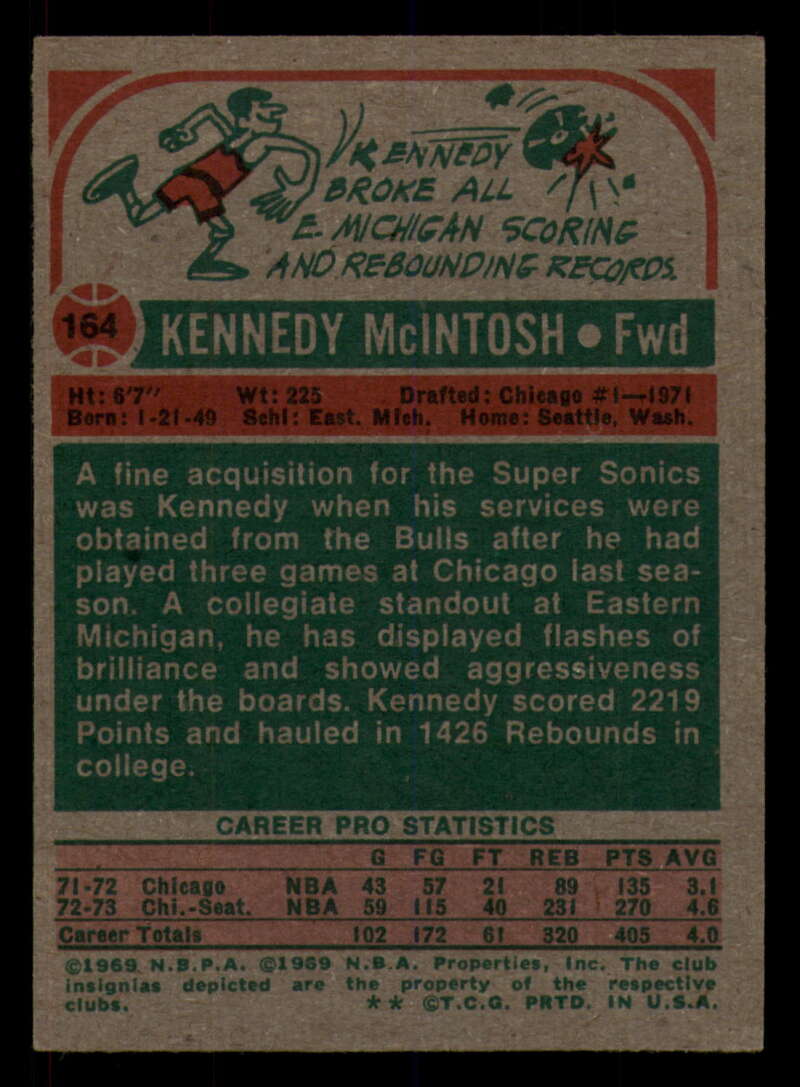 KENNEDY
BROKE ALL
E. MICHIGAN SCORING
AND REBOUNDING RECORDS.
164
KENNEDY McINTOSH ● Fwd
Ht: 6'7" Wt: 225 Drafted: Chicago #1—1971
Born: 1-21-49 Schl: East. Mich. Home: Seattle, Wash.
A fine acquisition for the Super Sonics
was Kennedy when his services were
obtained from the Bulls after he had
played three games at Chicago last sea-
son. A collegiate standout at Eastern
Michigan, he has displayed flashes of
brilliance and showed aggressiveness
under the boards. Kennedy scored 2219
Points and hauled in 1426 Rebounds in
college.
CAREER PRO STATISTICS
G FG FT REB PTS AVG
71-72 Chicago NBA 43 57 21 89 135 3.1
72-73 Chi.-Seat. NBA 59 115 40 231 270 4.6
Career Totals 102 172 61 320 405 4.0
©1969 N.B.P.A. ©1969 N.B.A. Properties, Inc. The club
insignias depicted are the property of the respective
clubs. ** ©T.C.G. PRTD. IN U.S.A.